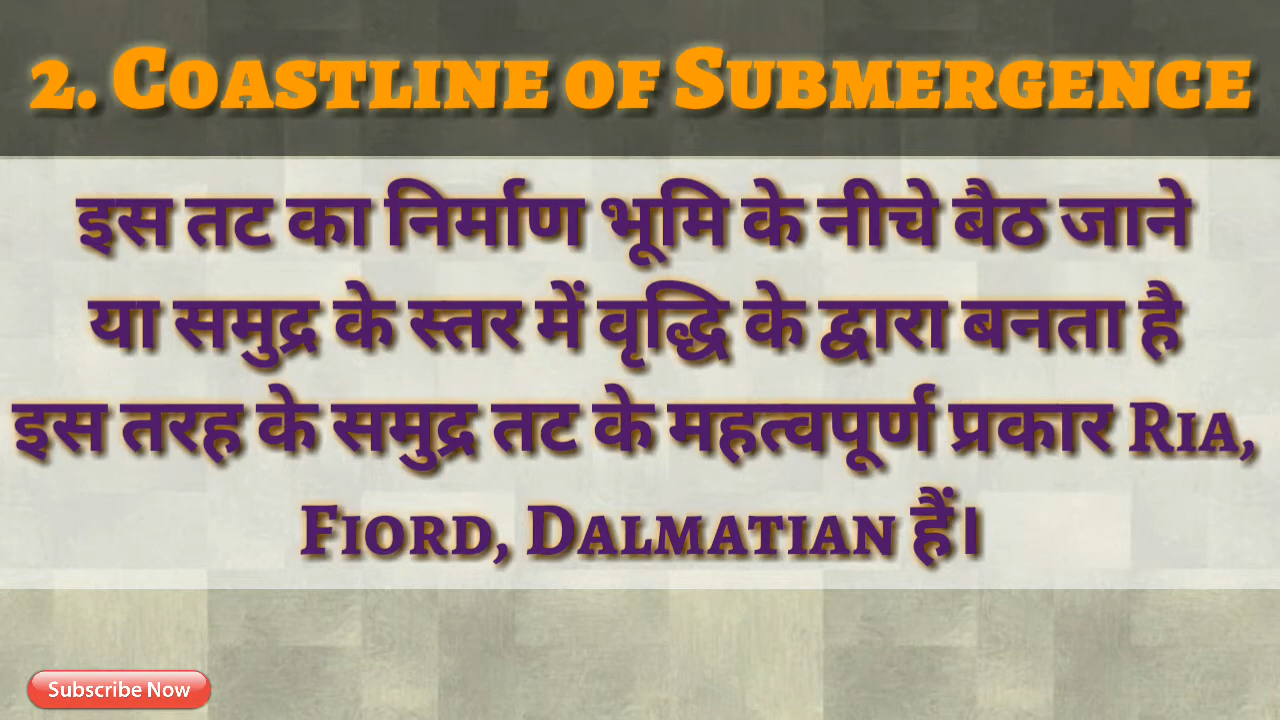 2. Coastline of Submergence
इस तट का निर्माण भूमि के नीचे बैठ जाने
या समुद्र के स्तर में वृद्धि के द्वारा बनता है
इस तरह के समुद्र तट के महत्वपूर्ण प्रकार Ria,
Fiord, Dalmatian हैं।
Subscribe Now